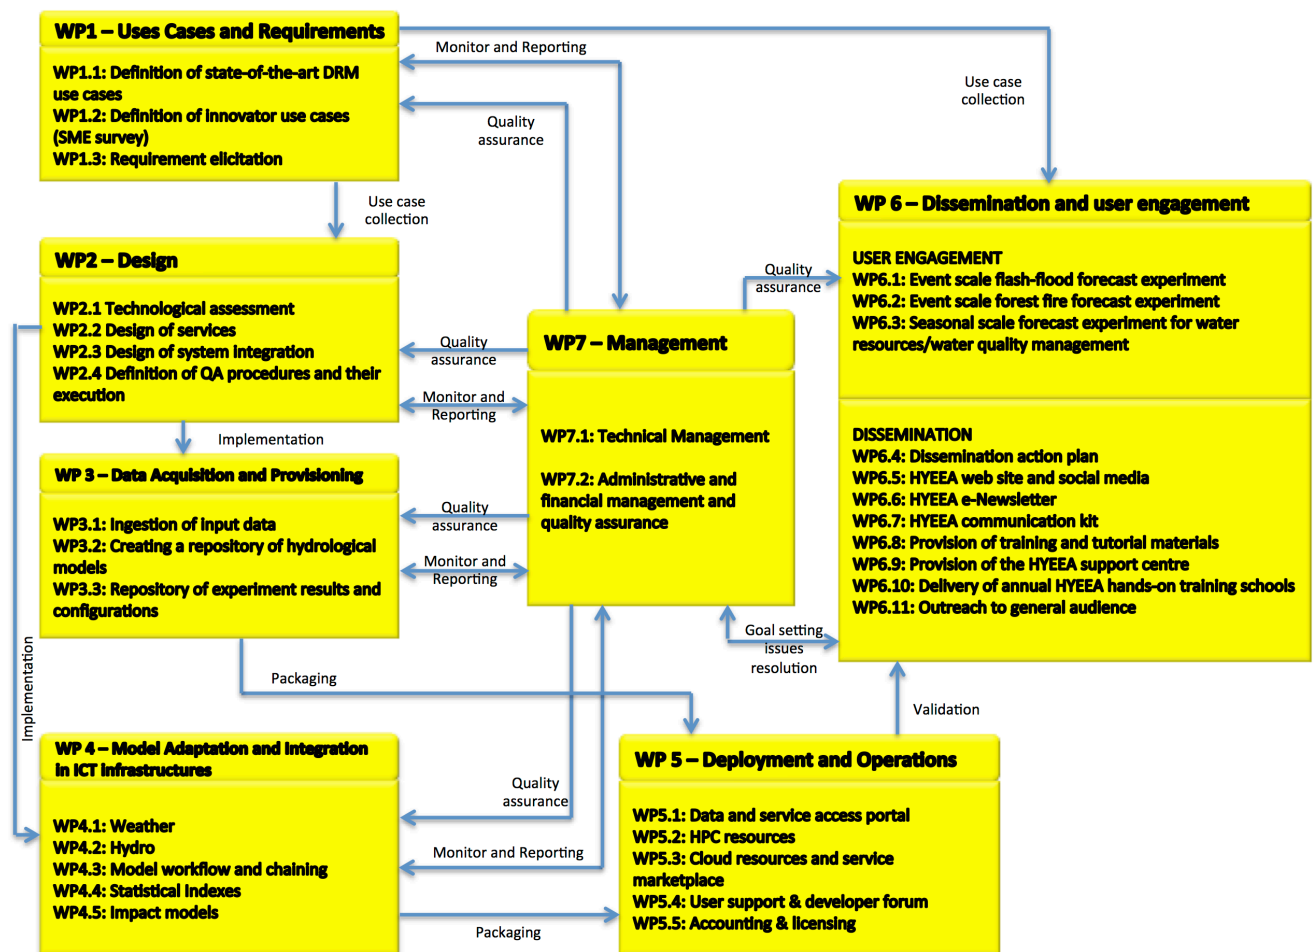 WP1 – Uses Cases and Requirements
WP1.1: Definition of state-of-the-art DRM
use cases
WP1.2: Definition of innovator use cases
(SME survey)
WP1.3: Requirement elicitation
Monitor and Reporting
Quality
assurance
Use case
collection
Use case
collection
WP2 – Design
WP2.1 Technological assessment
WP2.2 Design of services
WP2.3 Design of system integration
WP2.4 Definition of QA procedures and their
execution
Quality
assurance
Monitor and
Reporting
Implementation
WP 3 – Data Acquisition and Provisioning
WP3.1: Ingestion of input data
WP3.2: Creating a repository of hydrological
models
WP3.3: Repository of experiment results and
configurations
Quality
assurance
Monitor and
Reporting
WP7 – Management
WP7.1: Technical Management
WP7.2: Administrative and
financial management and
quality assurance
Quality
assurance
WP 6 – Dissemination and user engagement
USER ENGAGEMENT
WP6.1: Event scale flash-flood forecast experiment
WP6.2: Event scale forest fire forecast experiment
WP6.3: Seasonal scale forecast experiment for water
resources/water quality management
DISSEMINATION
WP6.4: Dissemination action plan
WP6.5: HYEEA web site and social media
WP6.6: HYEEA e-Newsletter
WP6.7: HYEEA communication kit
WP6.8: Provision of training and tutorial materials
WP6.9: Provision of the HYEEA support centre
WP6.10: Delivery of annual HYEEA hands-on training schools
WP6.11: Outreach to general audience
Goal setting
issues
resolution
Implementation
Packaging
Validation
WP 4 – Model Adaptation and Integration
in ICT infrastructures
WP4.1: Weather
WP4.2: Hydro
WP4.3: Model workflow and chaining
WP4.4: Statistical Indexes
WP4.5: Impact models
Quality
assurance
Monitor and Reporting
Packaging
WP 5 – Deployment and Operations
WP5.1: Data and service access portal
WP5.2: HPC resources
WP5.3: Cloud resources and service
marketplace
WP5.4: User support & developer forum
WP5.5: Accounting & licensing